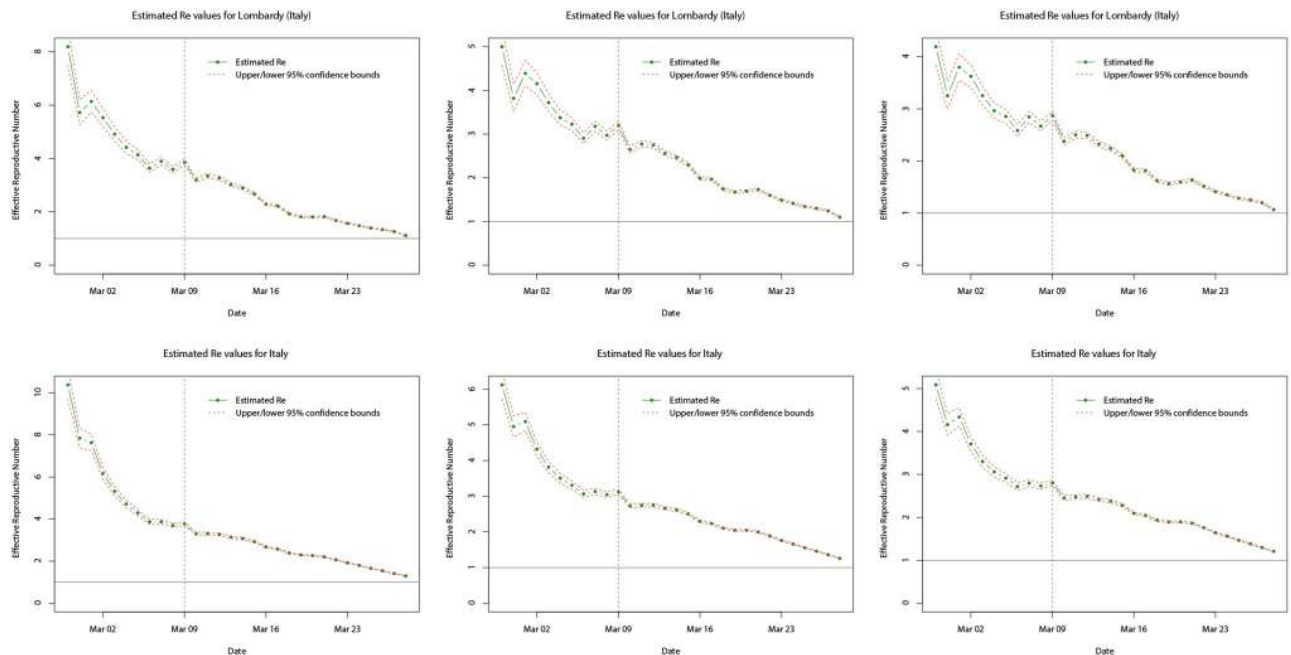 Estimated Re values for Lombardy (Italy)
Effective Reproductive Number
8
6
4
2
0
Estimated Re
Upper/lower 95% confidence bounds
Mar 02
Mar 09
Mar 16
Mar 23
Date
Estimated Re values for Lombardy (Italy)
Effective Reproductive Number
5
4
3
2
1
0
Estimated Re
Upper/lower 95% confidence bounds
Mar 02
Mar 09
Mar 16
Mar 23
Date
Estimated Re values for Lombardy (Italy)
Effective Reproductive Number
4
3
2
1
0
Estimated Re
Upper/lower 95% confidence bounds
Mar 02
Mar 09
Mar 16
Mar 23
Date
Estimated Re values for Italy
Effective Reproductive Number
10
8
6
4
2
0
Estimated Re
Upper/lower 95% confidence bounds
Mar 02
Mar 09
Mar 16
Mar 23
Date
Estimated Re values for Italy
Effective Reproductive Number
6
5
4
3
2
1
0
Estimated Re
Upper/lower 95% confidence bounds
Mar 02
Mar 09
Mar 16
Mar 23
Date
Estimated Re values for Italy
Effective Reproductive Number
5
4
3
2
1
0
Estimated Re
Upper/lower 95% confidence bounds
Mar 02
Mar 09
Mar 16
Mar 23
Date